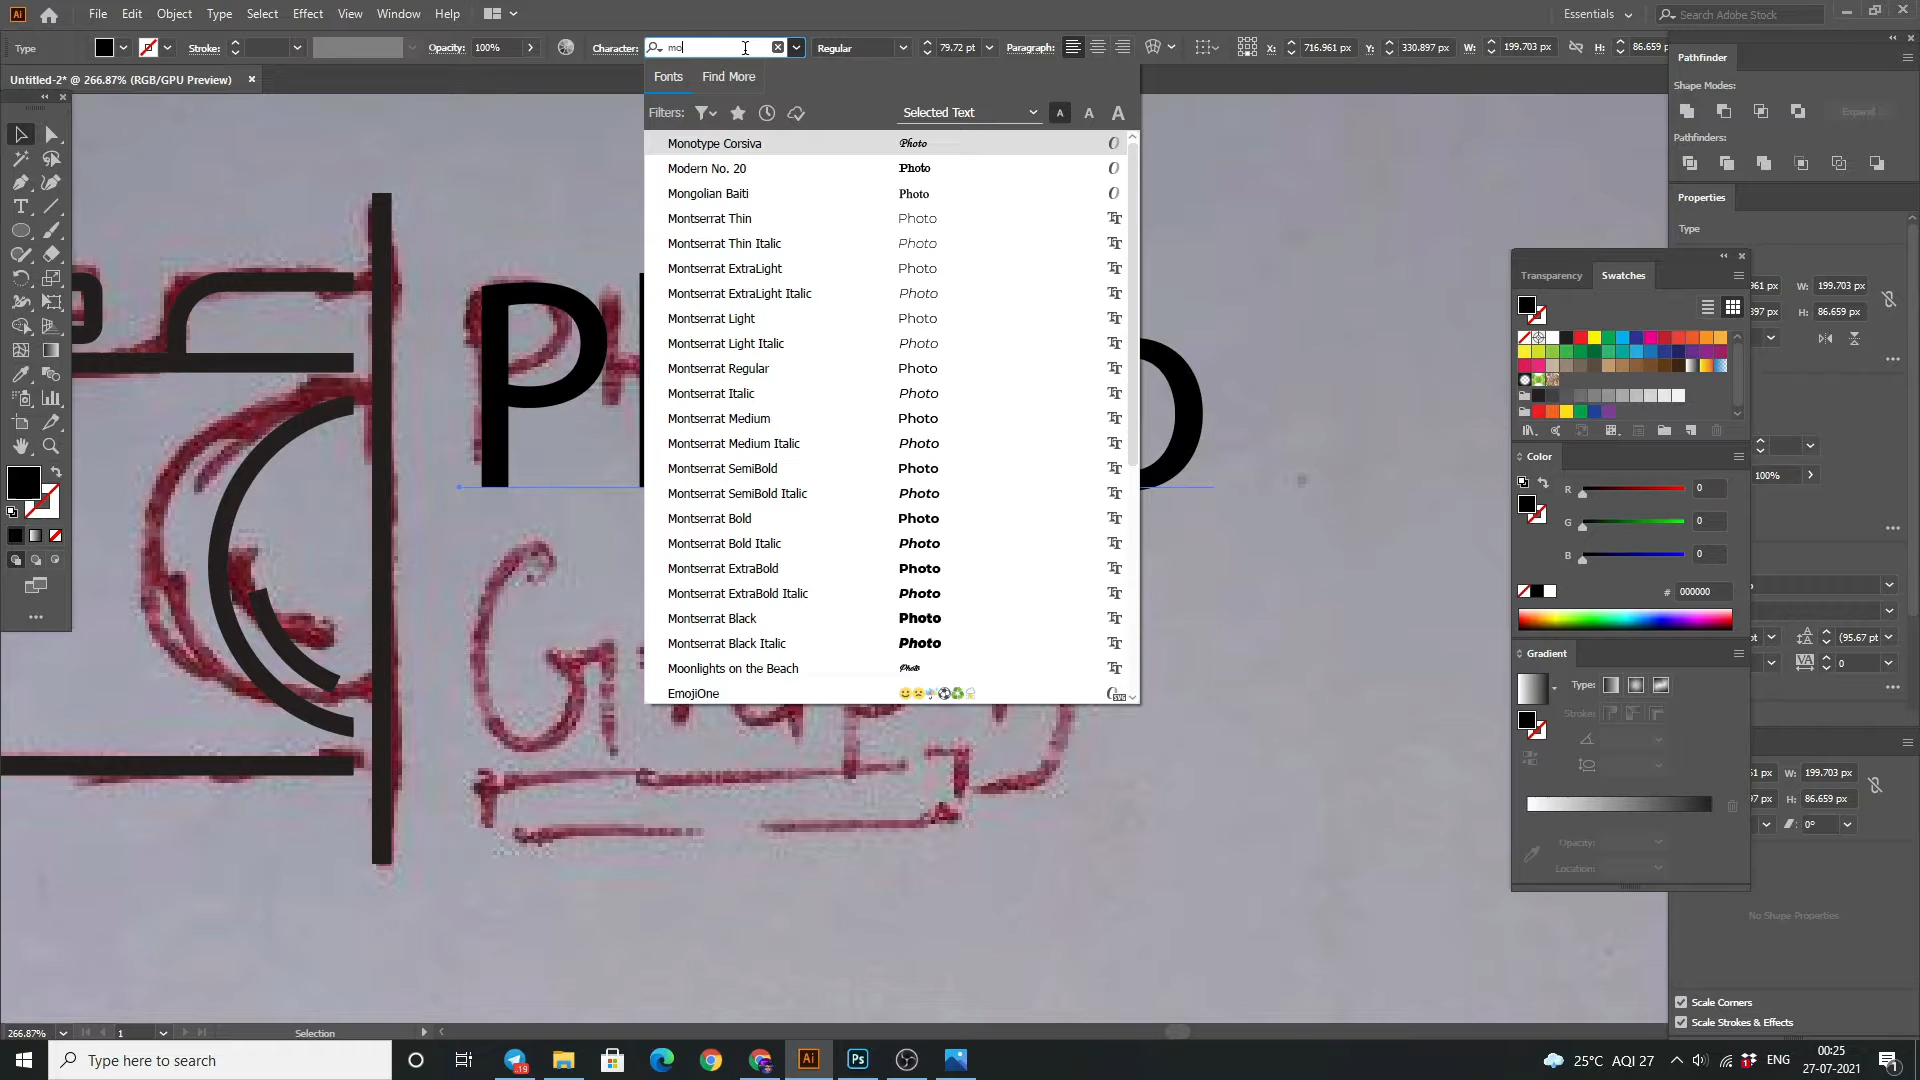 File Edit Object Type Select Effect View Window Help
Essentials
Search Adobe Stock
Type
Stroke:
Opacity: 100%
Character: mo
Regular
79.72 pt
Paragraph:
X: 716.961 px
Y: 330.897 px
W: 199.703 px
H: 86.659 px
Untitled-2* @ 266.87% (RGB/GPU Preview)
Fonts Find More
Filters:
Selected Text
Monotype Corsiva Photo
Modern No. 20 Photo
Mongolian Baiti Photo
Montserrat Thin Photo
Montserrat Thin Italic Photo
Montserrat ExtraLight Photo
Montserrat ExtraLight Italic Photo
Montserrat Light Photo
Montserrat Light Italic Photo
Montserrat Regular Photo
Montserrat Italic Photo
Montserrat Medium Photo
Montserrat Medium Italic Photo
Montserrat SemiBold Photo
Montserrat SemiBold Italic Photo
Montserrat Bold Photo
Montserrat Bold Italic Photo
Montserrat ExtraBold Photo
Montserrat ExtraBold Italic Photo
Montserrat Black Photo
Montserrat Black Italic Photo
Moonlights on the Beach Photo
EmojiOne
Pathfinder
Shape Modes:
Expand
Pathfinders:
Properties
Type
W: 199.703 px
H: 86.659 px
Transparency Swatches
100%
Color
R 0
G 0
B 0
# 000000
(95.67 pt
0
Gradient
Type:
Stroke:
W: 199.703 px
H: 86.659 px
0°
Opacity:
Location:
No Shape Properties
Scale Corners
Scale Strokes & Effects
266.87%
1
Selection
Type here to search
25°C AQI 27
ENG
00:25
27-07-2021